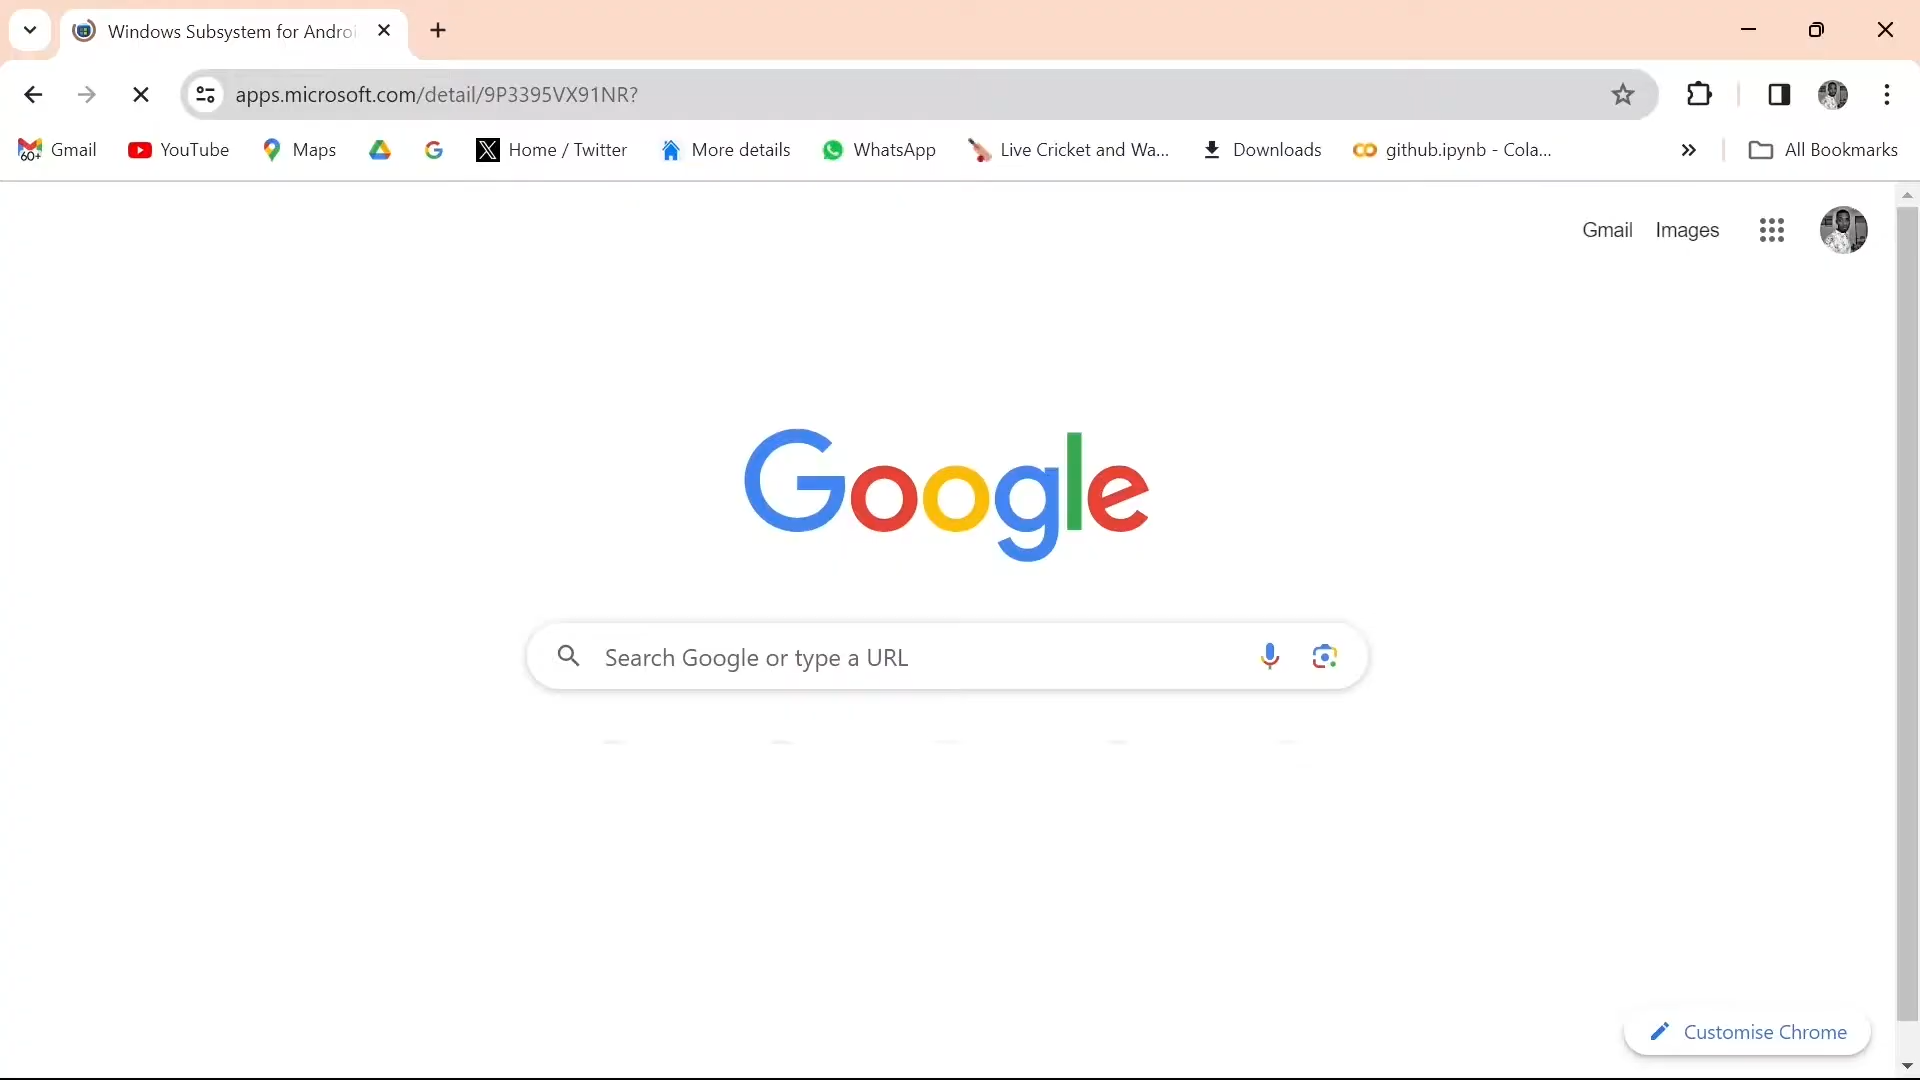 Windows Subsystem for Androi
apps.microsoft.com/detail/9P3395VX91NR?
60+ Gmail YouTube Maps Home / Twitter More details WhatsApp Live Cricket and Wa... Downloads github.ipynb - Cola... All Bookmarks
Gmail Images
Google
Search Google or type a URL
Customise Chrome